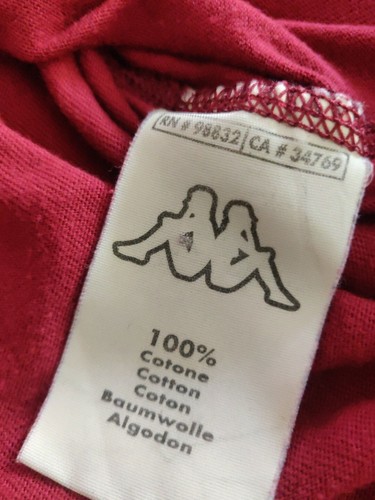 RN # 98832 CA # 34769
100%
Cotone
Cotton
Coton
Baumwolle
Algodon